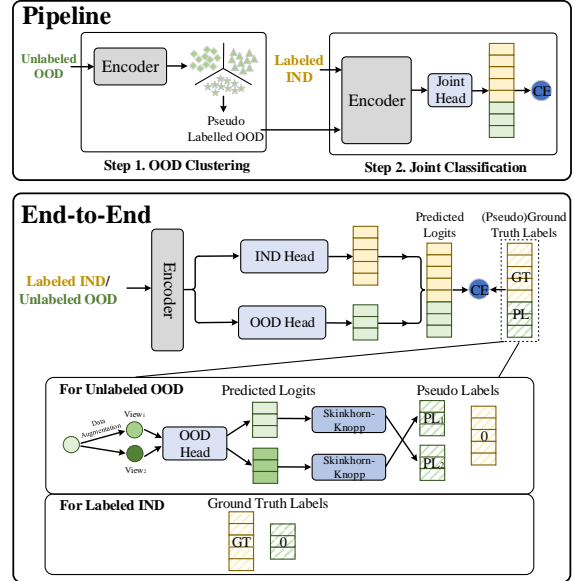 Pipeline
Unlabeled
OOD
Encoder
Pseudo
Labelled OOD
Step 1. OOD Clustering
Labeled
IND
Encoder
Joint
Head
CE
Step 2. Joint Classification
End-to-End
Labeled IND/
Unlabeled OOD
Encoder
IND Head
OOD Head
Predicted
Logits
(Pseudo)Ground
Truth Labels
CE
GT
PL
For Unlabeled OOD
Data
Augmentation
View1
View2
OOD
Head
Predicted Logits
Skinkhorn-
Knopp
Skinkhorn-
Knopp
Pseudo Labels
PL1
PL2
0
For Labeled IND
Ground Truth Labels
GT
0